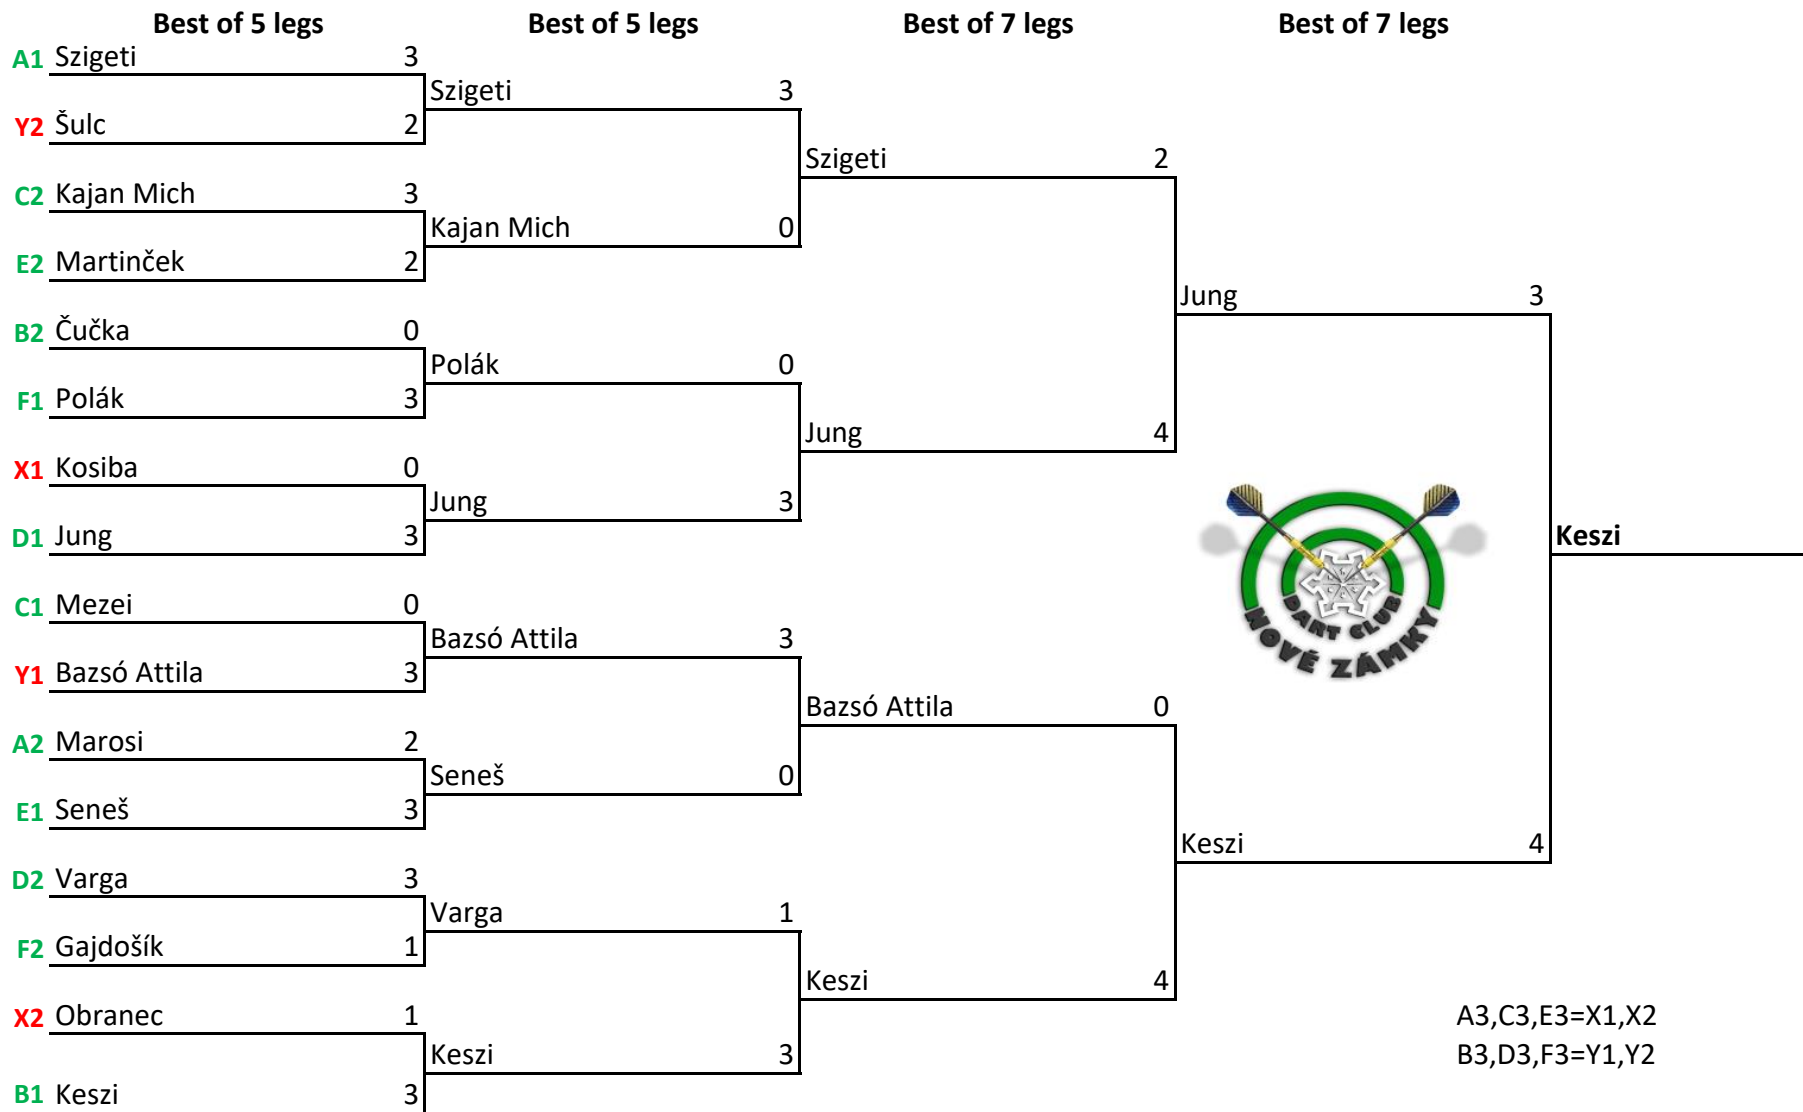 Best of 5 legs Best of 5 legs Best of 7 legs Best of 7 legs
A1 Szigeti 3
Szigeti 3
Y2 Šulc 2
Szigeti 2
C2 Kajan Mich 3
Kajan Mich 0
E2 Martinček 2
Jung 3
B2 Čučka 0
Polák 0
F1 Polák 3
Jung 4
X1 Kosiba 0
Jung 3
D1 Jung 3
Keszi
C1 Mezei 0
DART CLUB
NOVÉ ZÁMKY
Bazsó Attila 3
Y1 Bazsó Attila 3
Bazsó Attila 0
A2 Marosi 2
Seneš 0
E1 Seneš 3
Keszi 4
D2 Varga 3
Varga 1
F2 Gajdošík 1
Keszi 4
X2 Obranec 1
A3,C3,E3=X1,X2
Keszi 3
B3,D3,F3=Y1,Y2
B1 Keszi 3